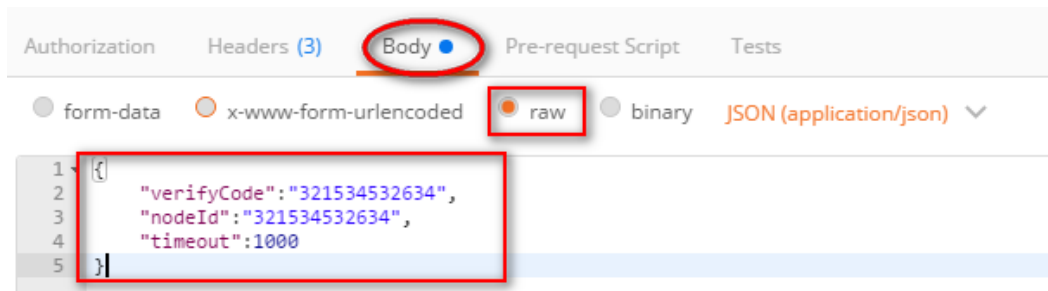 Authorization Headers (3) Body Pre-request Script Tests
form-data x-www-form-urlencoded raw binary JSON (application/json)
1 {
2 "verifyCode":"321534532634",
3 "nodeId":"321534532634",
4 "timeout":1000
5 }